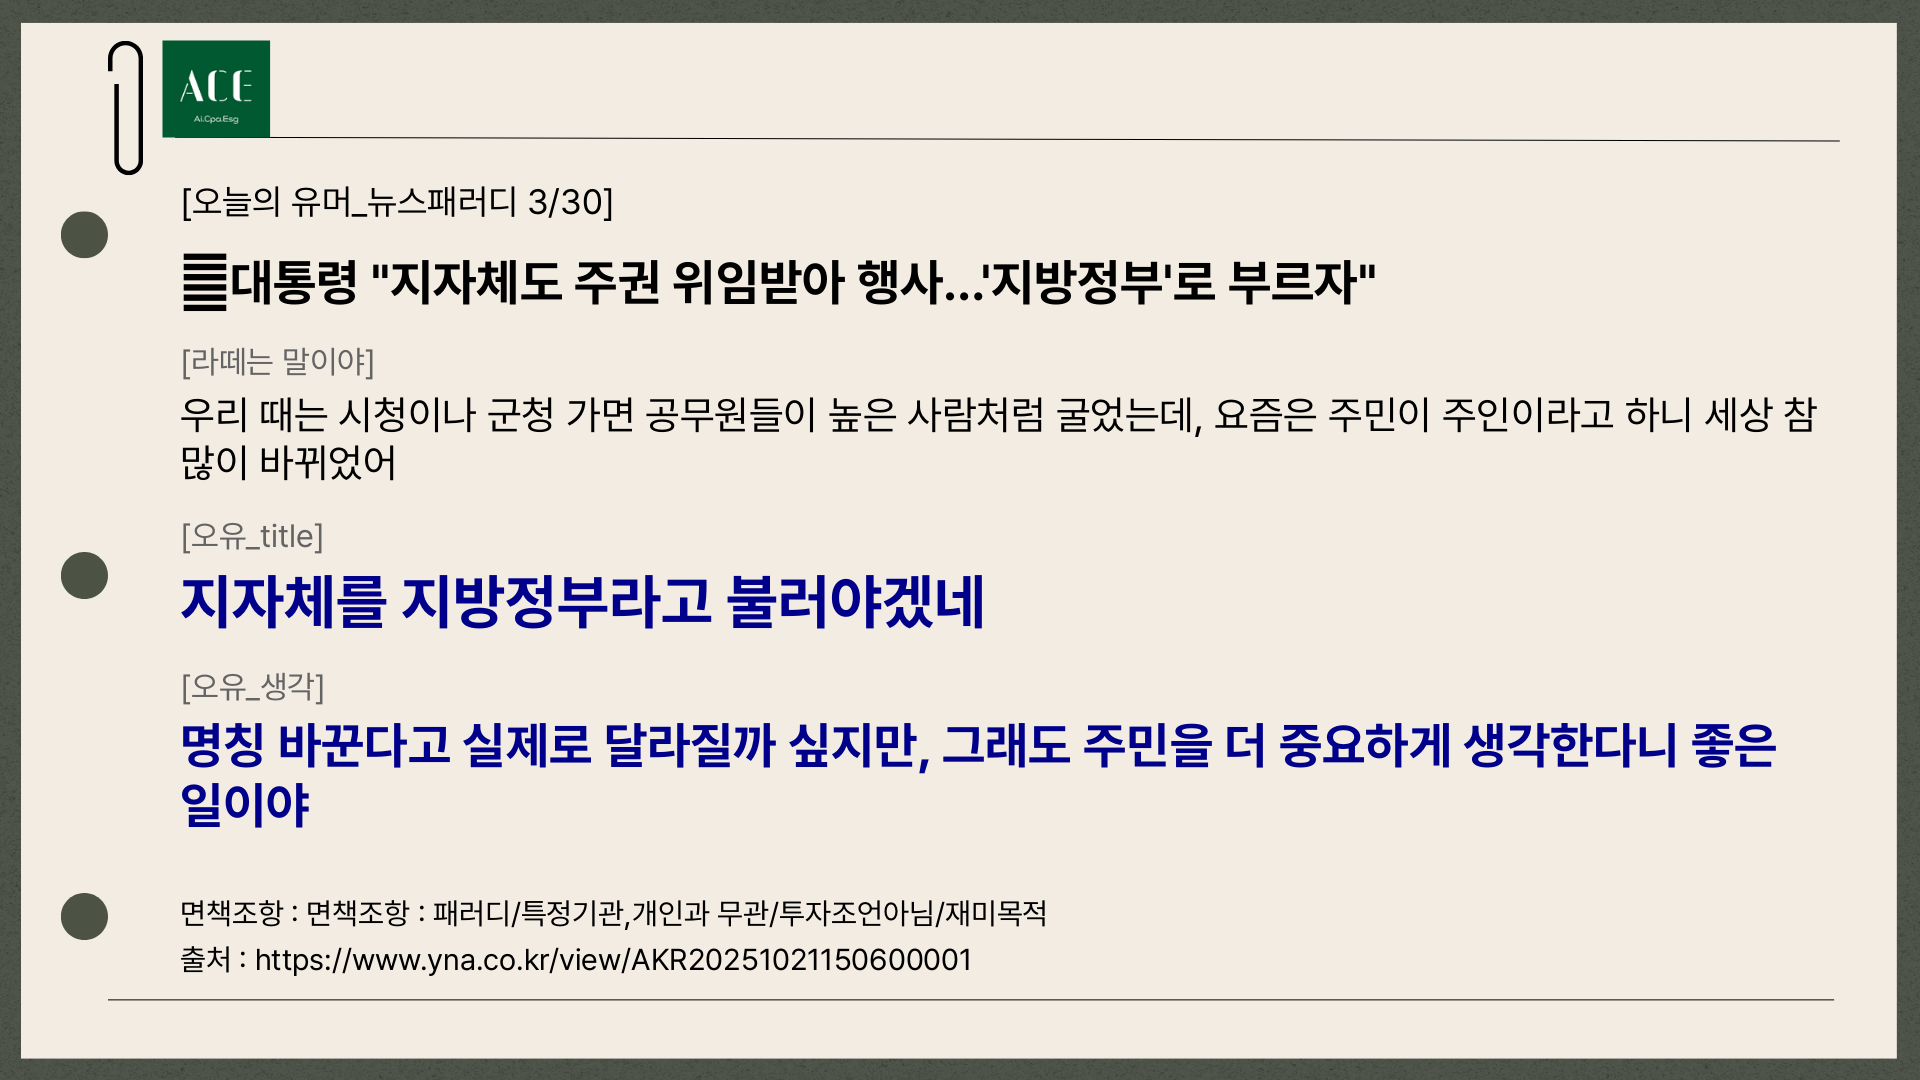 ACE
Ai.Cpa.Esg
[오늘의 유머_뉴스패러디 3/30]
䷀대통령 "지자체도 주권 위임받아 행사...'지방정부'로 부르자"
[라떼는 말이야]
우리 때는 시청이나 군청 가면 공무원들이 높은 사람처럼 굴었는데, 요즘은 주민이 주인이라고 하니 세상 참
많이 바뀌었어
[오유_title]
지자체를 지방정부라고 불러야겠네
[오유_생각]
명칭 바꾼다고 실제로 달라질까 싶지만, 그래도 주민을 더 중요하게 생각한다니 좋은
일이야
면책조항 : 면책조항 : 패러디/특정기관,개인과 무관/투자조언아님/재미목적
출처 : https://www.yna.co.kr/view/AKR20251021150600001